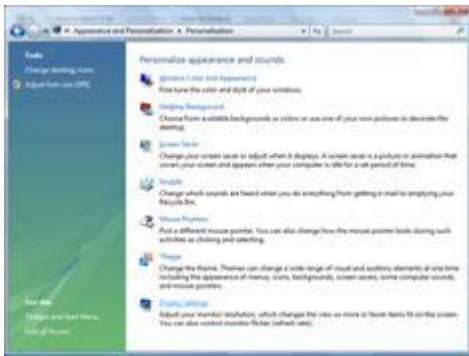 Appearance and Personalization ▸ Personalization
Search
Tasks
Change desktop icons
Adjust font size (DPI)
Personalize appearance and sounds
Window Color and Appearance
Fine tune the color and style of your windows.
Desktop Background
Choose from available backgrounds or colors or use one of your own pictures to decorate the
desktop.
Screen Saver
Change your screen saver or adjust when it displays. A screen saver is a picture or animation that
covers your screen and appears when your computer is idle for a set period of time.
Sounds
Change which sounds are heard when you do everything from getting e-mail to emptying your
Recycle Bin.
Mouse Pointers
Pick a different mouse pointer. You can also change how the mouse pointer looks during such
activities as clicking and selecting.
Theme
Change the theme. Themes can change a wide range of visual and auditory elements at one time
including the appearance of menus, icons, backgrounds, screen savers, some computer sounds,
and mouse pointers.
Display Settings
Adjust your monitor resolution, which changes the view so more or fewer items fit on the screen.
You can also control monitor flicker (refresh rate).
See also
Taskbar and Start Menu
Ease of Access